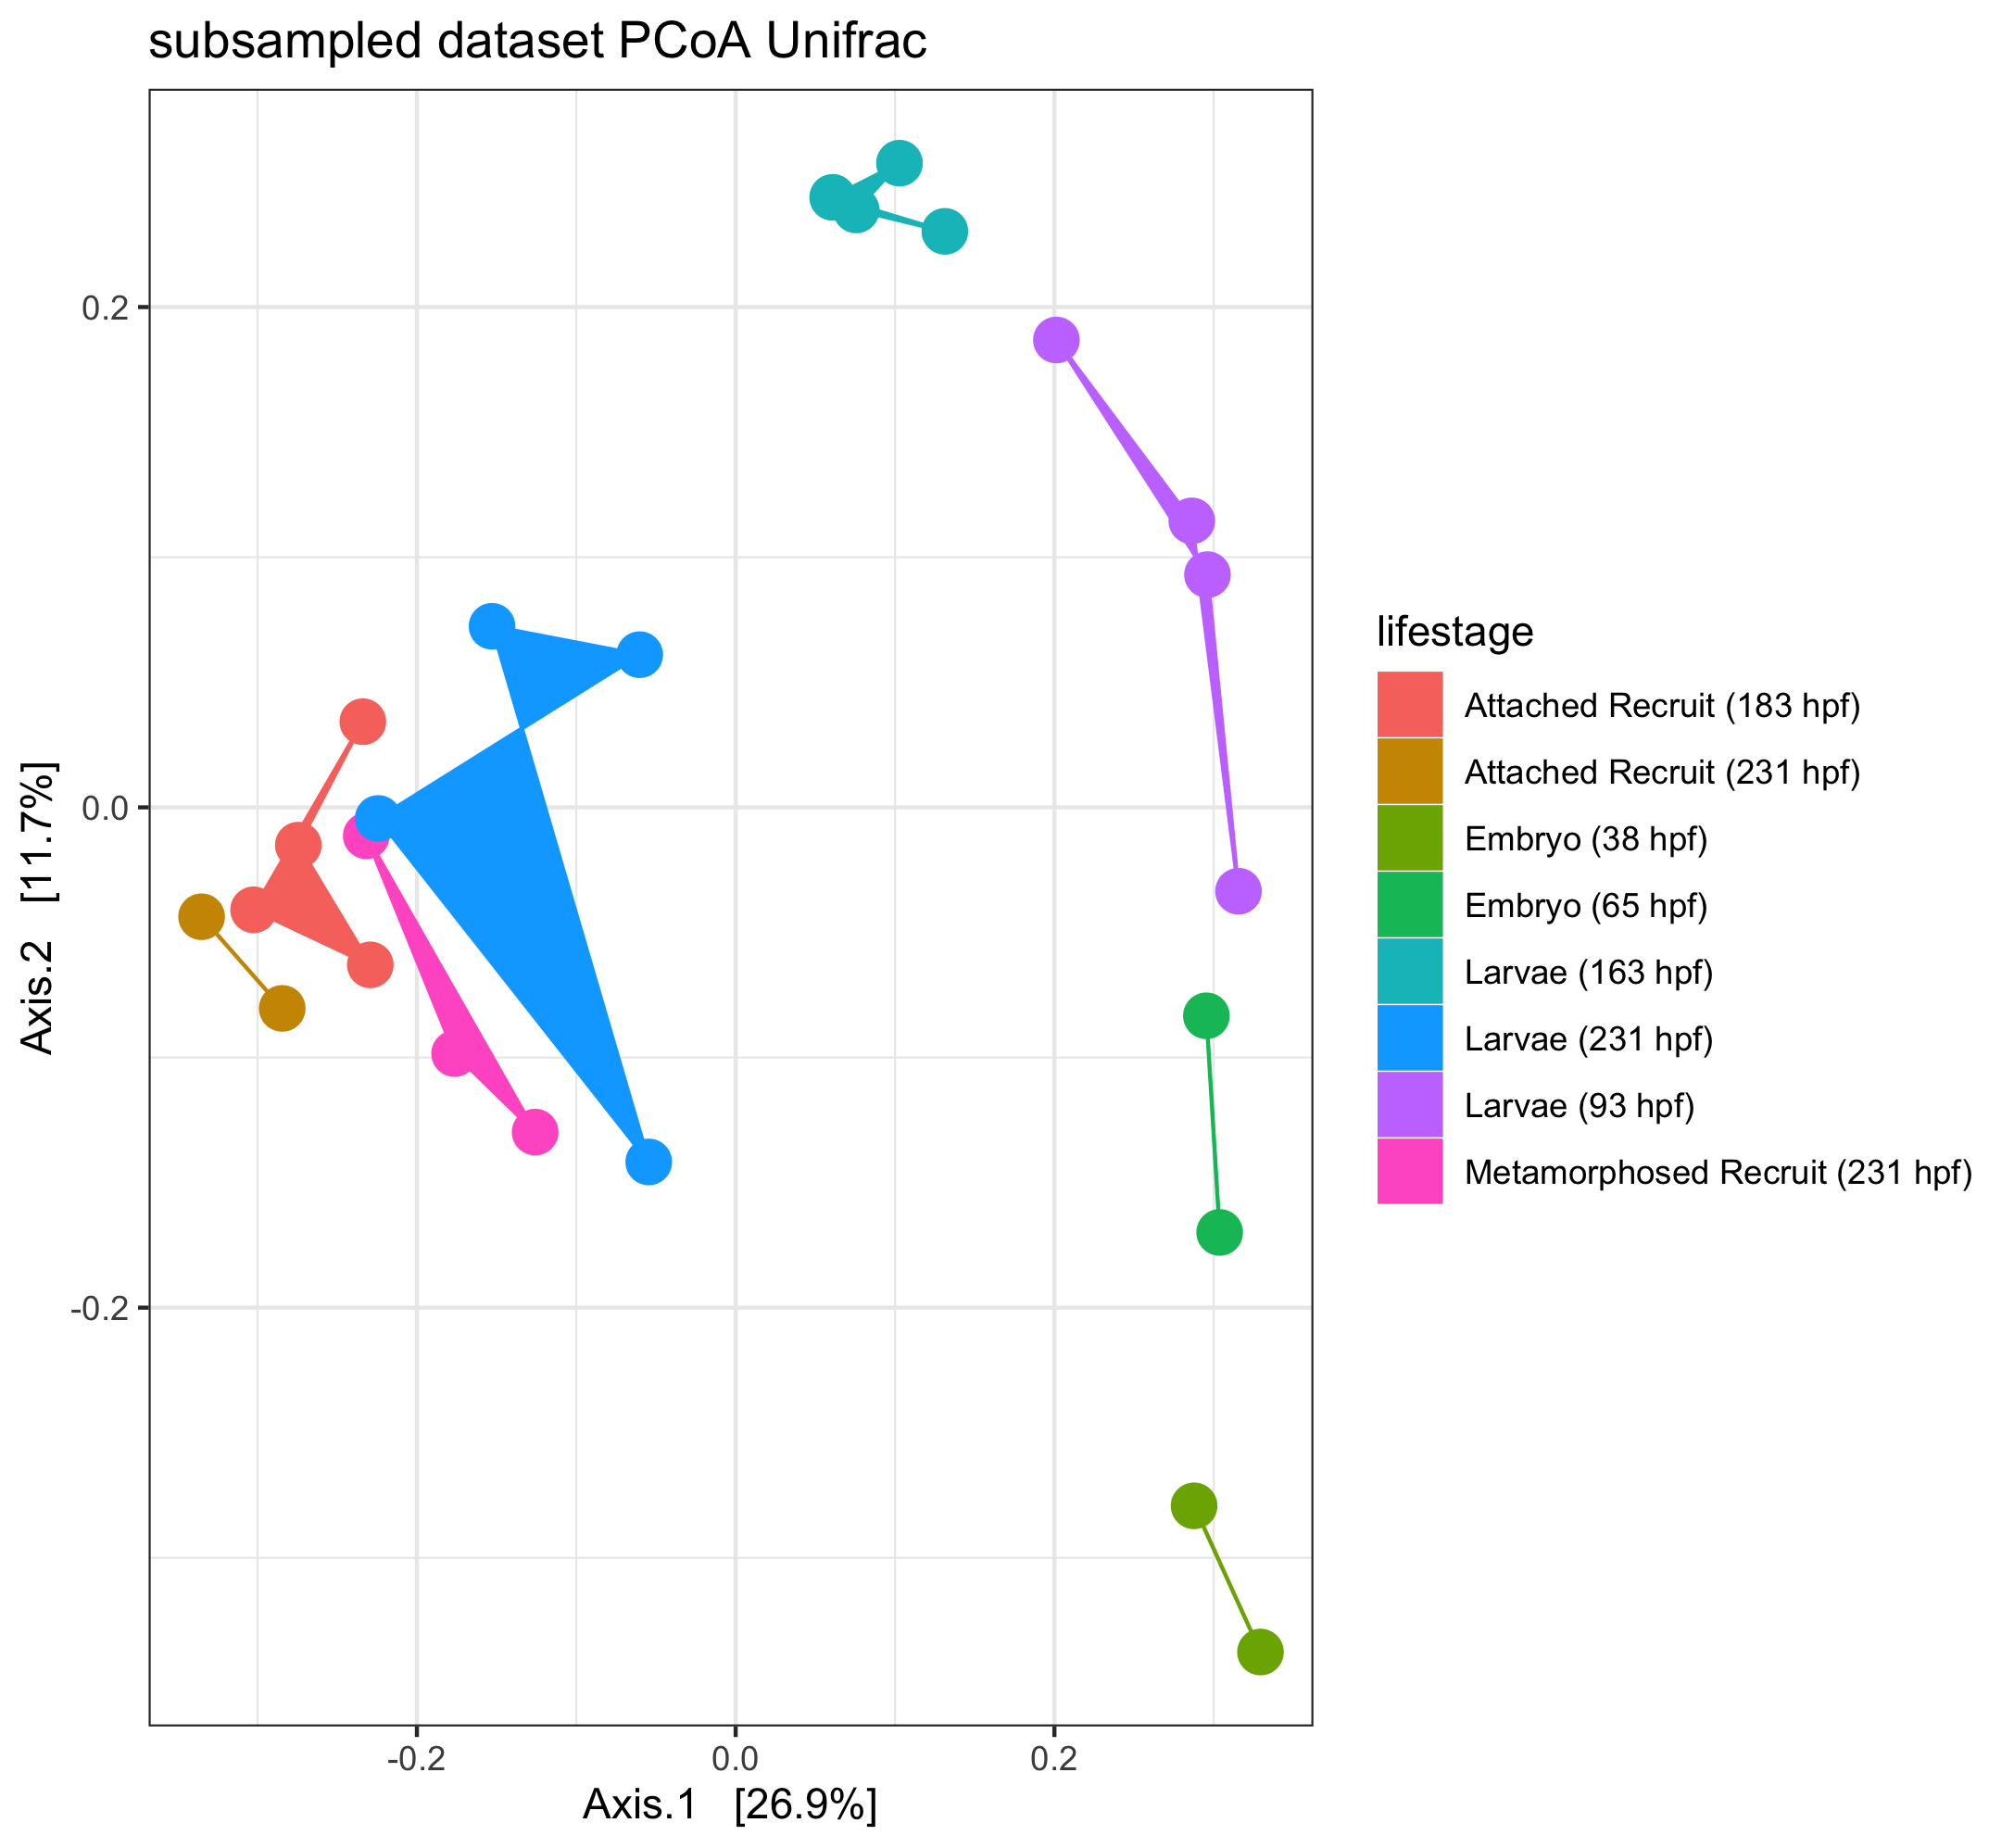 subsampled dataset PCoA Unifrac
0.2
0.0
-0.2
Axis.2 [11.7%]
-0.2
0.0
0.2
Axis.1 [26.9%]
lifestage
Attached Recruit (183 hpf)
Attached Recruit (231 hpf)
Embryo (38 hpf)
Embryo (65 hpf)
Larvae (163 hpf)
Larvae (231 hpf)
Larvae (93 hpf)
Metamorphosed Recruit (231 hpf)